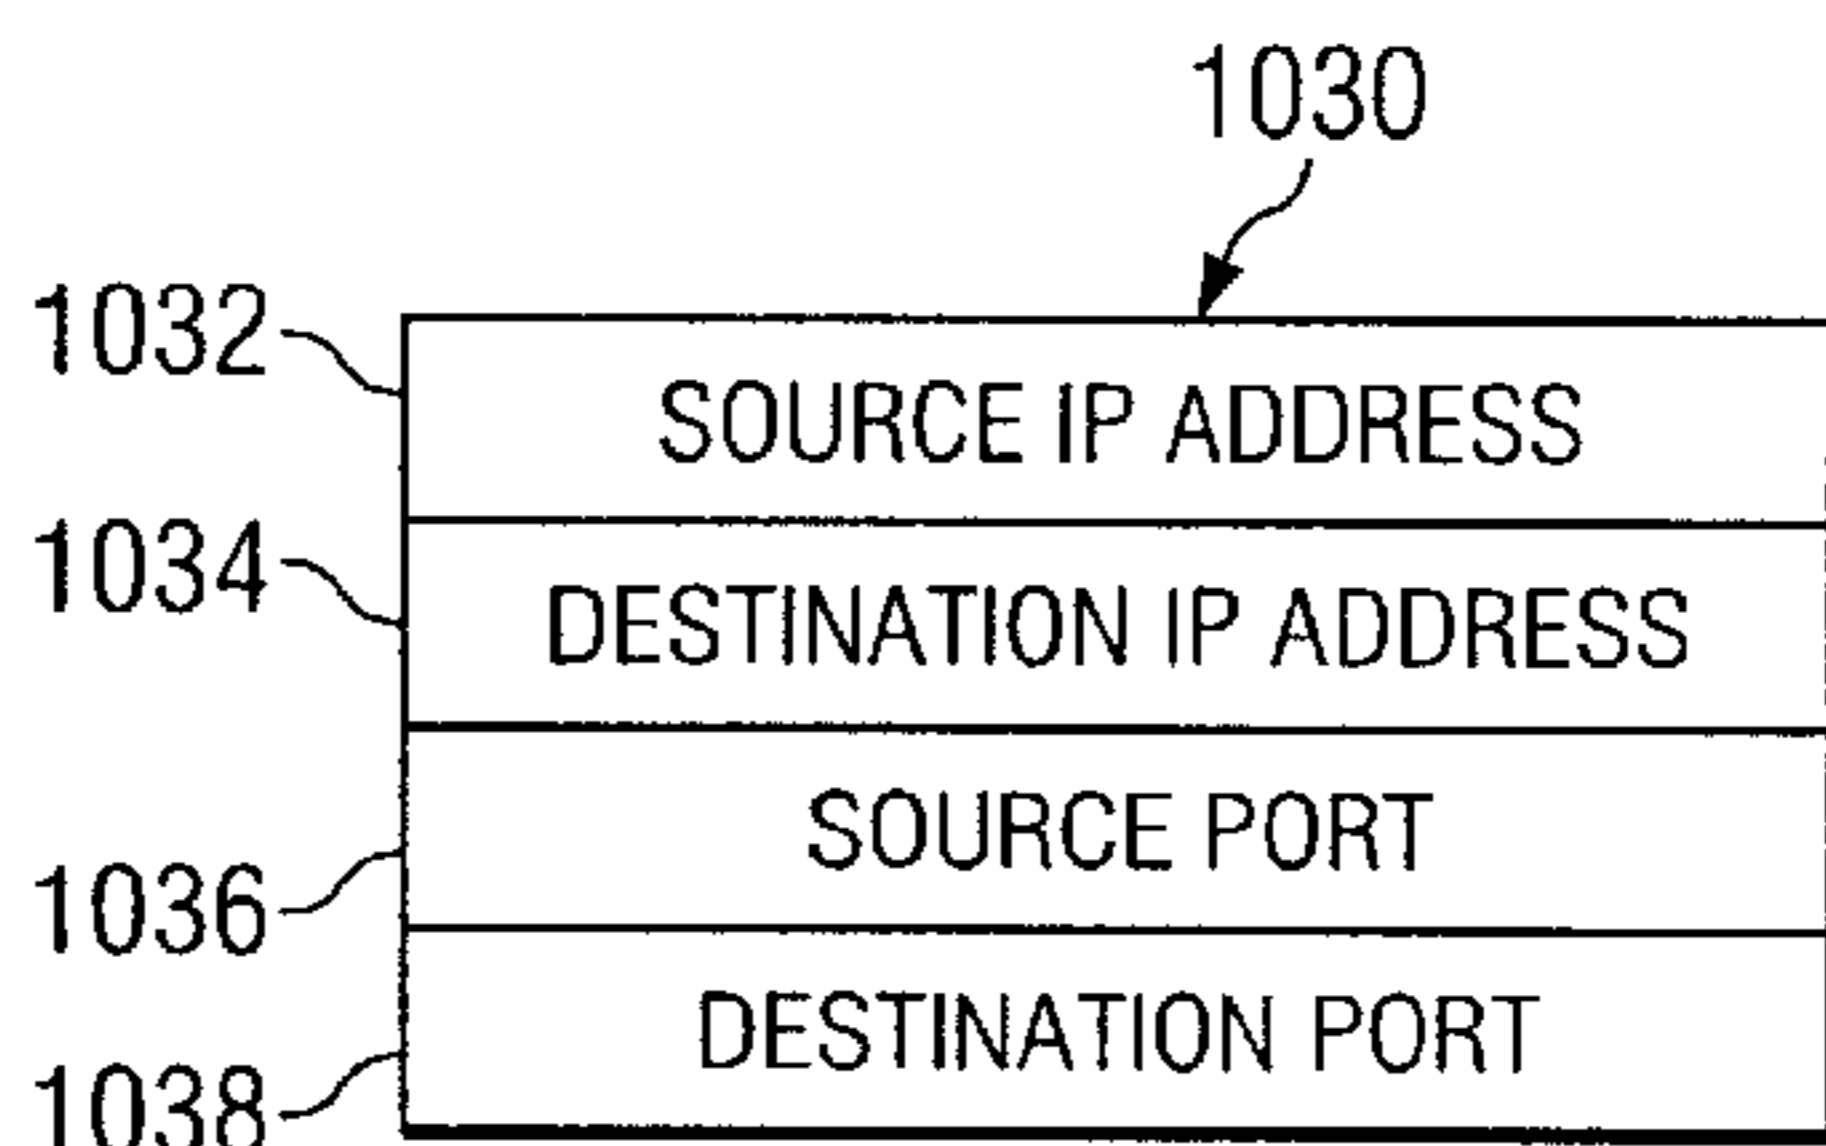 1030
1032
SOURCE IP ADDRESS
1034
DESTINATION IP ADDRESS
SOURCE PORT
1036
DESTINATION PORT
1038